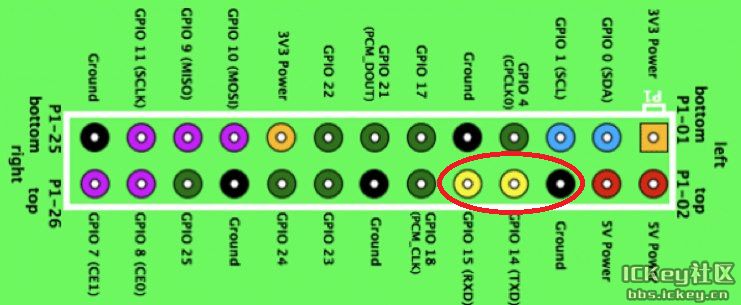 Ground
GPIO 11 (SCLK)
GPIO 9 (MISO)
GPIO 10 (MOSI)
3V3 Power
GPIO 22
GPIO 21
(PCM_DOUT)
GPIO 17
Ground
GPIO 4
(GPCLK0)
GPIO 1 (SCL)
GPIO 0 (SDA)
3V3 Power
P1
bottom
P1-25
P1-01
bottom
right
left
top
P1-26
P1-02
top
GPIO 7 (CE1)
GPIO 8 (CE0)
GPIO 25
Ground
GPIO 24
GPIO 23
Ground
GPIO 18
(PCM_CLK)
GPIO 15 (RXD)
GPIO 14 (TXD)
Ground
5V Power
5V Power
ICKey社区
bbs.ickey.cn